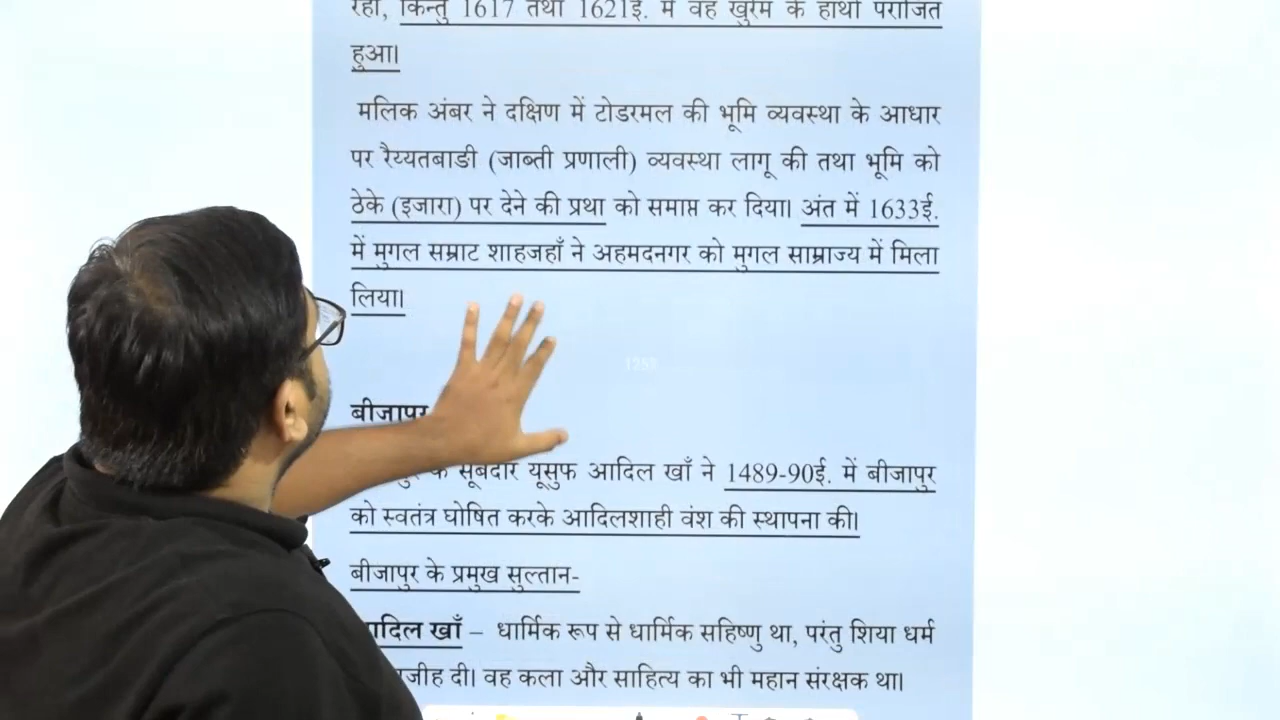 रहा, किन्तु 1617 तथा 1621ई. में वह खुर्रम के हाथों पराजित
हुआ।
मलिक अंबर ने दक्षिण में टोडरमल की भूमि व्यवस्था के आधार
पर रैय्यतबाडी (जाब्ती प्रणाली) व्यवस्था लागू की तथा भूमि को
ठेके (इजारा) पर देने की प्रथा को समाप्त कर दिया। अंत में 1633ई.
में मुगल सम्राट शाहजहाँ ने अहमदनगर को मुगल साम्राज्य में मिला
लिया।
बीजापुर
के सूबेदार यूसुफ आदिल खाँ ने 1489-90ई. में बीजापुर
को स्वतंत्र घोषित करके आदिलशाही वंश की स्थापना की।
बीजापुर के प्रमुख सुल्तान-
आदिल खाँ – धार्मिक रूप से धार्मिक सहिष्णु था, परंतु शिया धर्म
दी। वह कला और साहित्य का भी महान संरक्षक था।